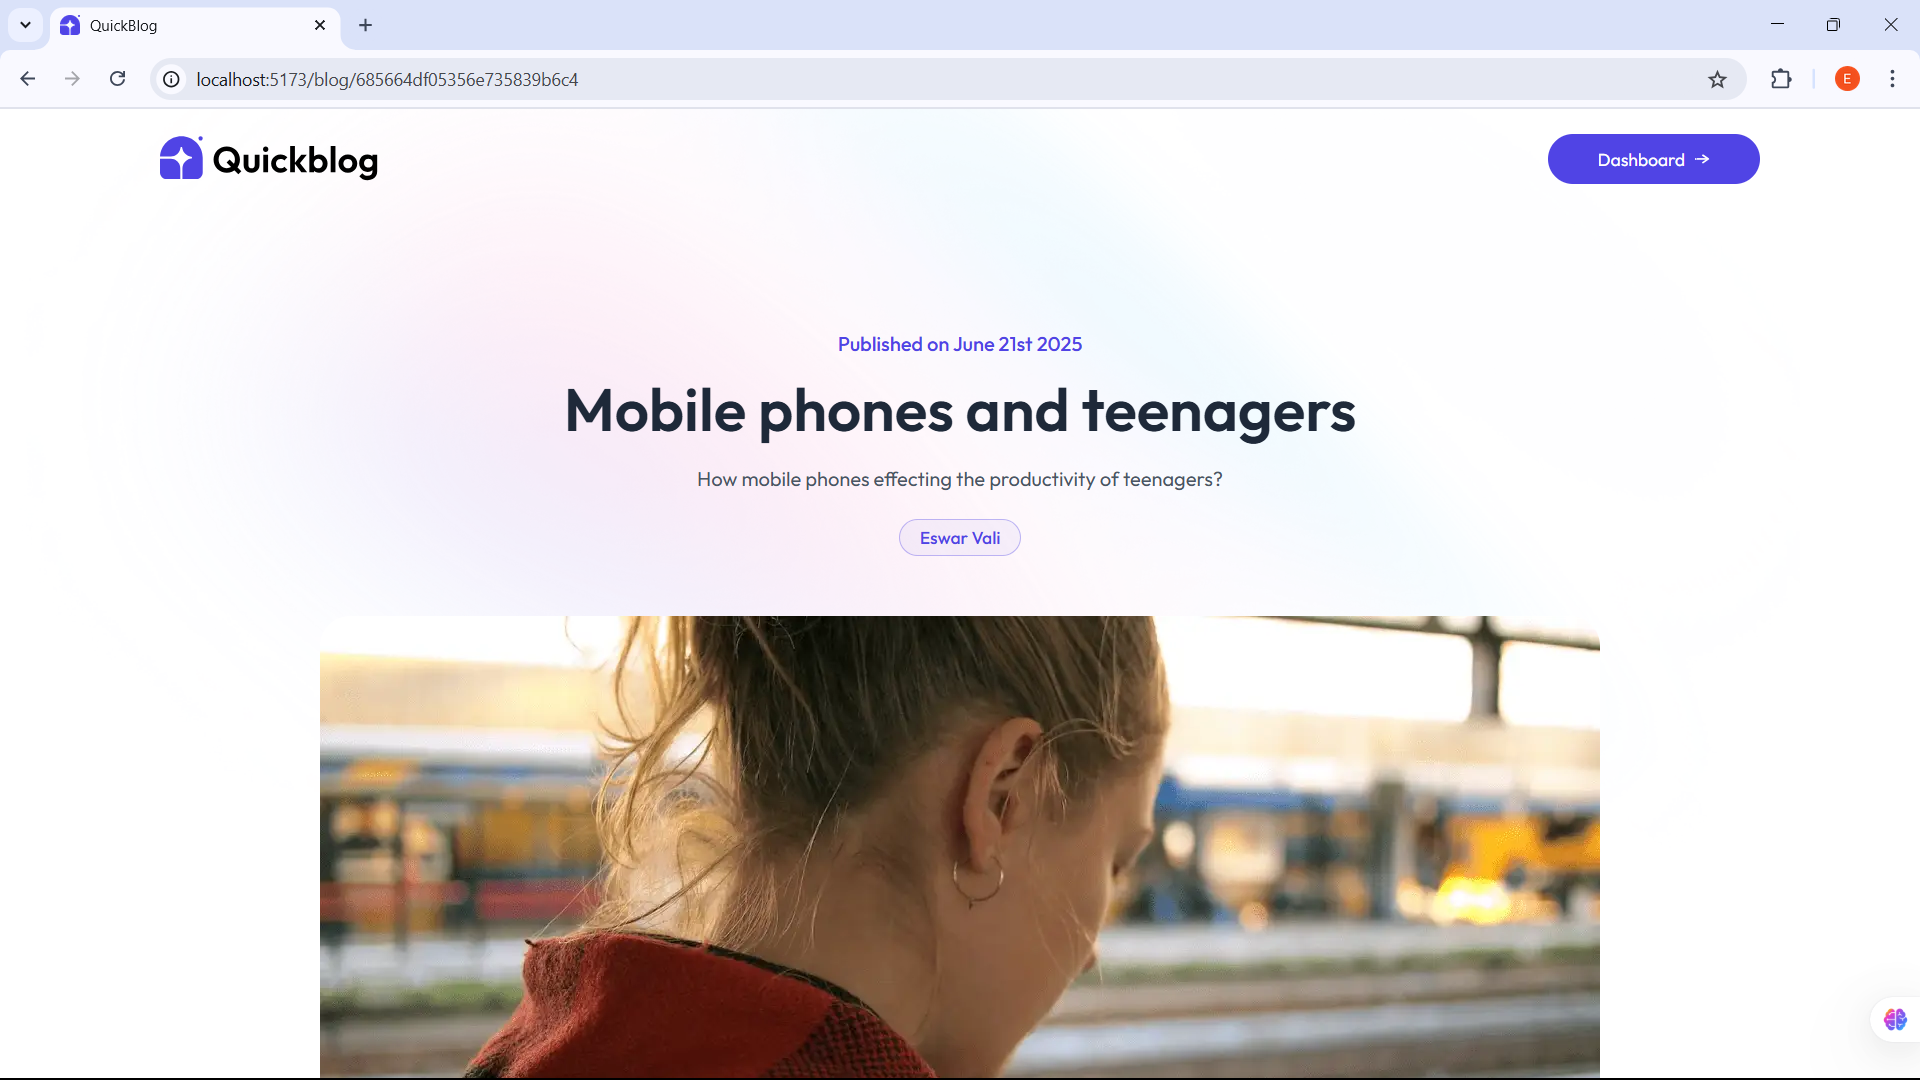 QuickBlog
localhost:5173/blog/685664df05356e735839b6c4
E
Quickblog
Dashboard →
Published on June 21st 2025
Mobile phones and teenagers
How mobile phones effecting the productivity of teenagers?
Eswar Vali